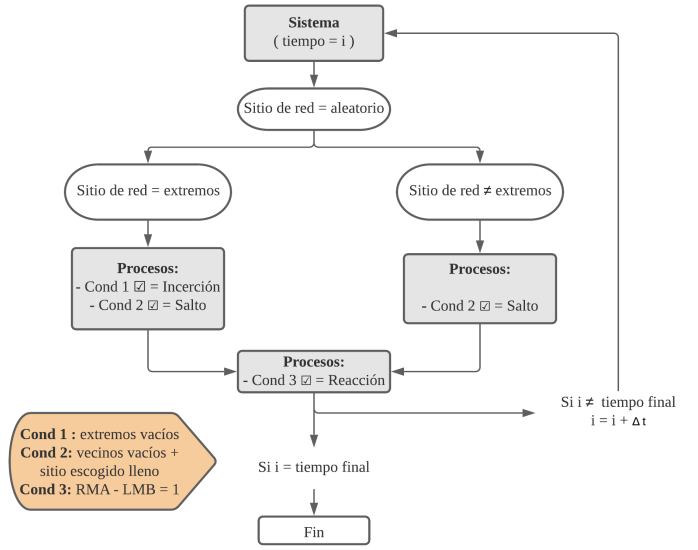 Sistema
( tiempo = i )
Sitio de red = aleatorio
Sitio de red = extremos
Sitio de red ≠ extremos
Procesos:
- Cond 1 ☑ = Incerción
- Cond 2 ☑ = Salto
Procesos:
- Cond 2 ☑ = Salto
Procesos:
- Cond 3 ☑ = Reacción
Si i ≠ tiempo final
i = i + Δt
Cond 1 : extremos vacíos
Cond 2: vecinos vacíos +
sitio escogido lleno
Cond 3: RMA - LMB = 1
Si i = tiempo final
Fin